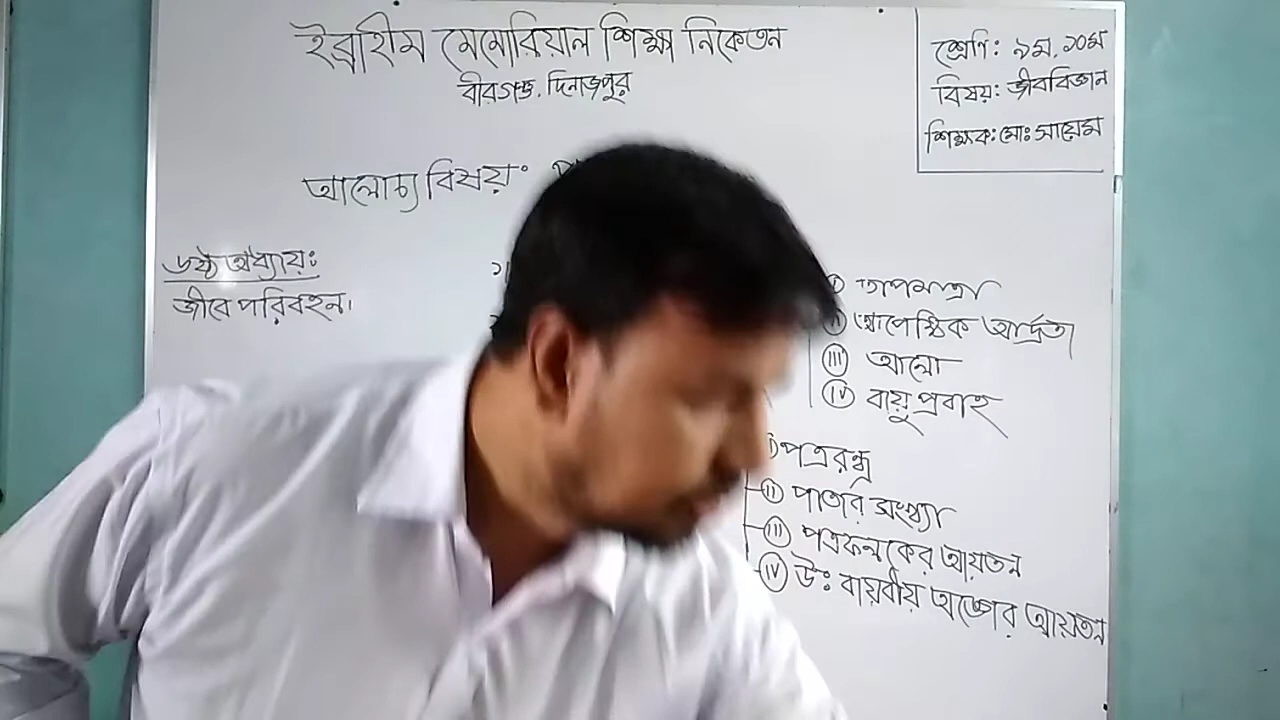 ইব্রাহীম মেমোরিয়াল শিক্ষা নিকেতন
বীরগঞ্জ, দিনাজপুর
শ্রেণি: ৯ম, ১০ম
বিষয়: জীববিজ্ঞান
শিক্ষক: মোঃ সায়েম
আলোচ্য বিষয়:
৬ষ্ঠ অধ্যায়:
জীবে পরিবহন।
তাপমাত্রা
আপেক্ষিক আর্দ্রতা
III আলো
IV বায়ু প্রবাহ
পত্ররন্ধ্র
II পাতার সংখ্যা
III পত্রফলকের আয়তন
IV উঃ বায়বীয় অঙ্গের আয়তন